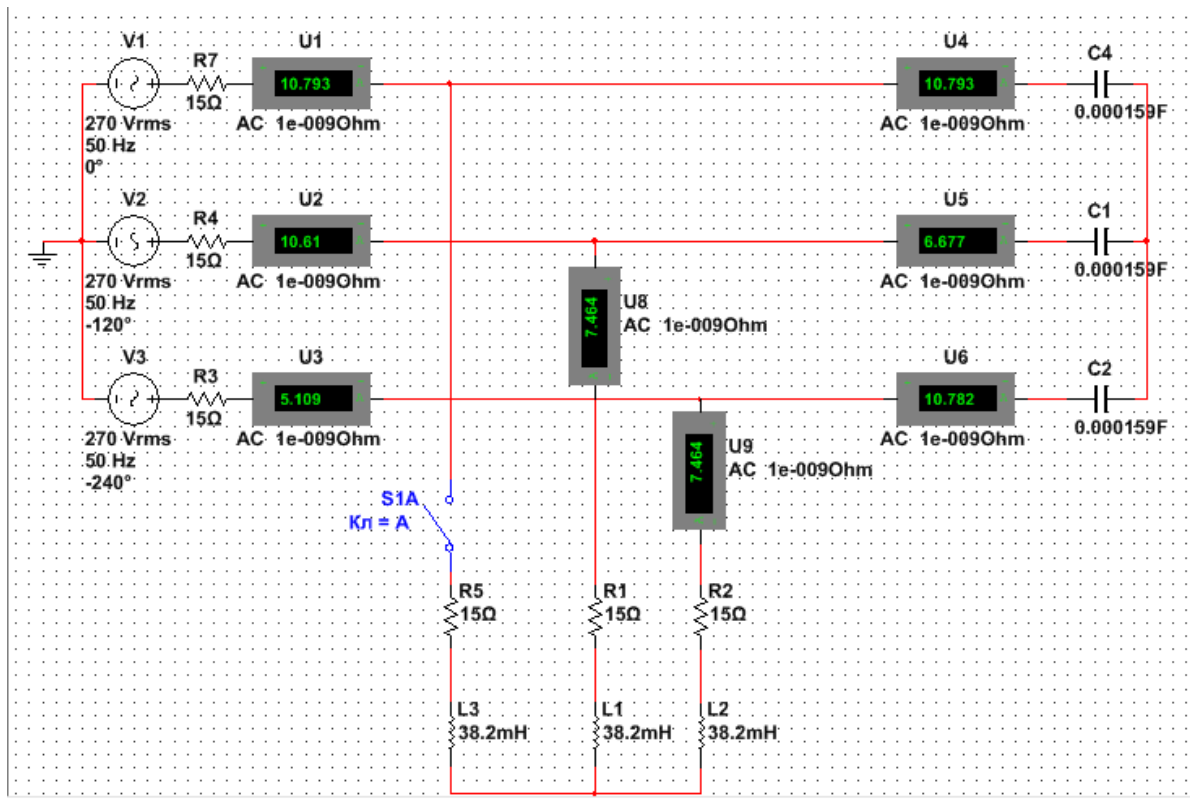 V1
R7
15Ω
U1
10.793
AC 1e-009Ohm
U4
10.793
AC 1e-009Ohm
C4
0.000159F
270 Vrms
50 Hz
0°
V2
R4
15Ω
U2
10.61
AC 1e-009Ohm
U5
6.677
AC 1e-009Ohm
C1
0.000159F
270 Vrms
50 Hz
-120°
U8
7.464
AC 1e-009Ohm
V3
R3
15Ω
U3
5.109
AC 1e-009Ohm
U6
10.782
AC 1e-009Ohm
C2
0.000159F
270 Vrms
50 Hz
-240°
U9
7.464
AC 1e-009Ohm
S1A
Кл = A
R5
15Ω
R1
15Ω
R2
15Ω
L3
38.2mH
L1
38.2mH
L2
38.2mH